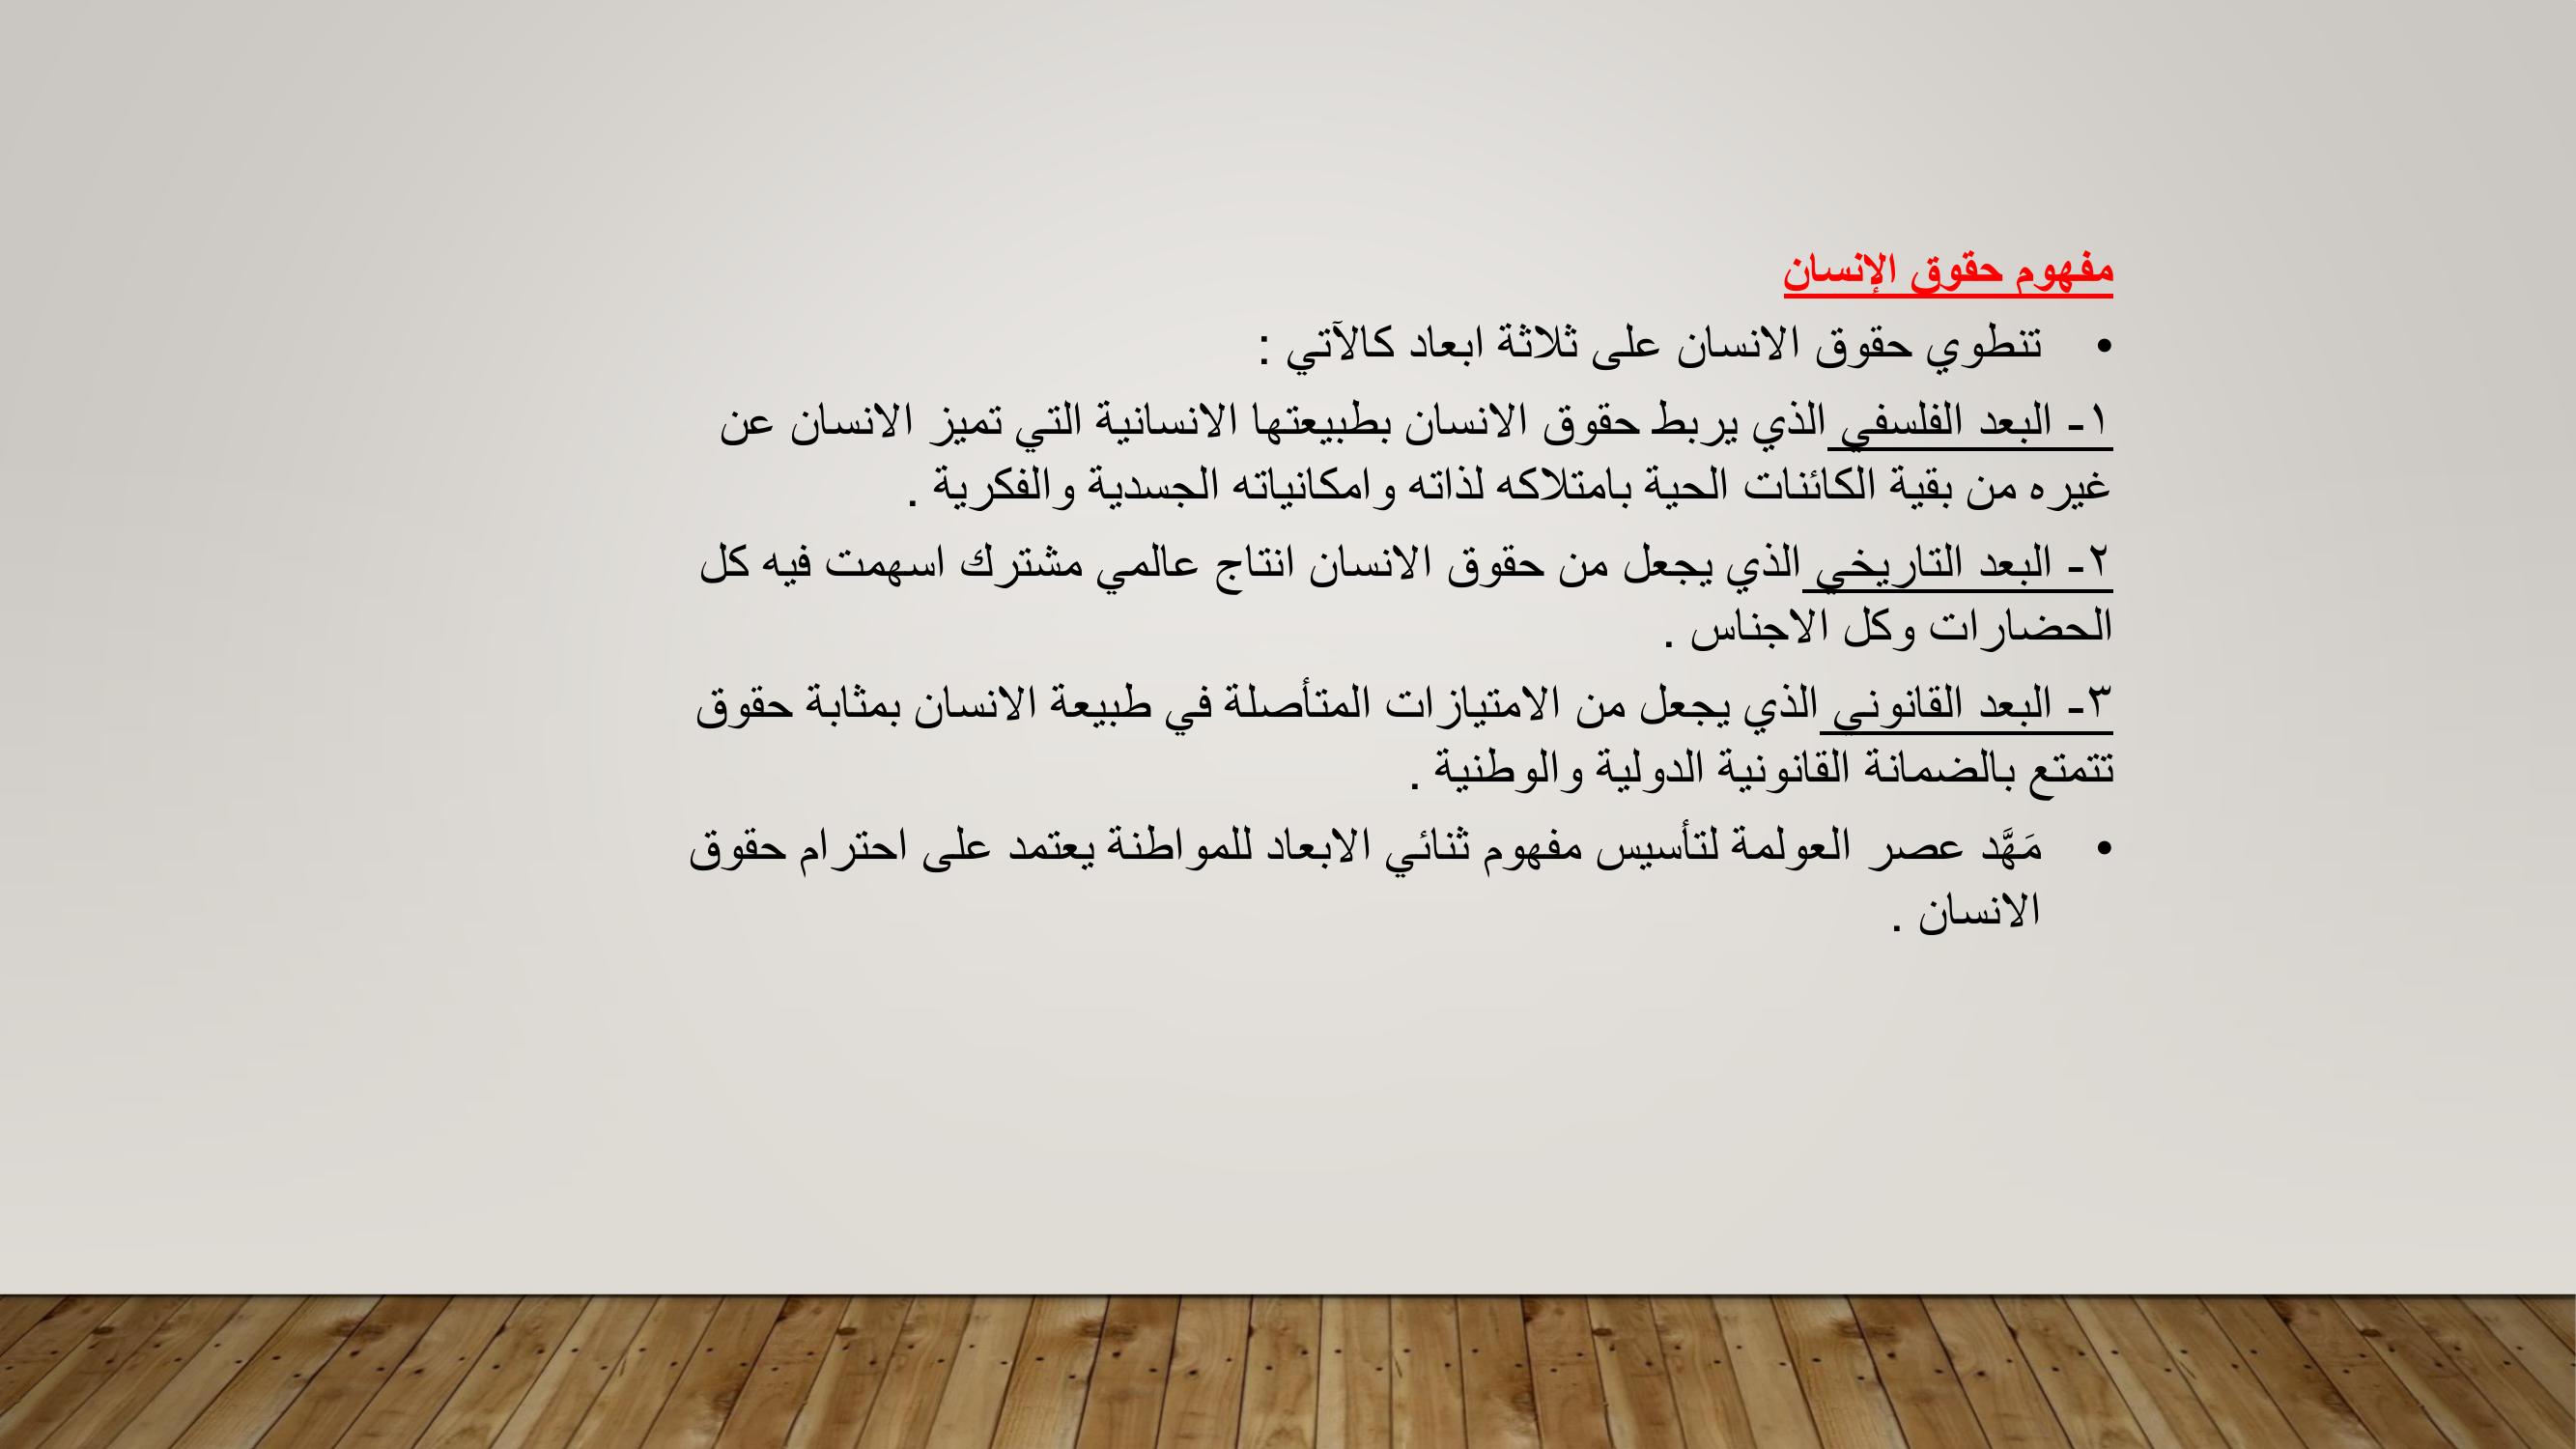 مفهوم حقوق الإنسان
• تنطوي حقوق الانسان على ثلاثة ابعاد كالآتي :
١- البعد الفلسفي الذي يربط حقوق الانسان بطبيعتها الانسانية التي تميز الانسان عن
غيره من بقية الكائنات الحية بامتلاكه لذاته وامكانياته الجسدية والفكرية .
٢- البعد التاريخي الذي يجعل من حقوق الانسان انتاج عالمي مشترك اسهمت فيه كل
الحضارات وكل الاجناس .
٣- البعد القانوني الذي يجعل من الامتيازات المتأصلة في طبيعة الانسان بمثابة حقوق
تتمتع بالضمانة القانونية الدولية والوطنية .
• مَهَّد عصر العولمة لتأسيس مفهوم ثنائي الابعاد للمواطنة يعتمد على احترام حقوق
الانسان .